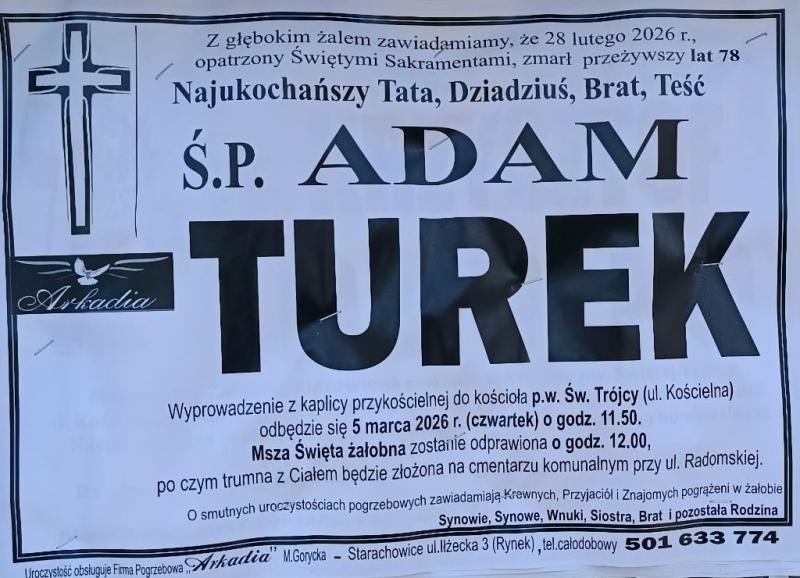 Z głębokim żalem zawiadamiamy, że 28 lutego 2026 r.,
opatrzony Świętymi Sakramentami, zmarł przeżywszy lat 78
Najukochańszy Tata, Dziadziuś, Brat, Teść
Ś.P. ADAM
TUREK
Arkadia
Wyprowadzenie z kaplicy przykościelnej do kościoła p.w. Św. Trójcy (ul. Kościelna)
odbędzie się 5 marca 2026 r. (czwartek) o godz. 11.50.
Msza Święta żałobna zostanie odprawiona o godz. 12.00,
po czym trumna z Ciałem będzie złożona na cmentarzu komunalnym przy ul. Radomskiej.
O smutnych uroczystościach pogrzebowych zawiadamiają Krewnych, Przyjaciół i Znajomych pogrążeni w żałobie
Synowie, Synowe, Wnuki, Siostra, Brat i pozostała Rodzina
Uroczystość obsługuje Firma Pogrzebowa „Arkadia" M.Gorycka – Starachowice ul.Iłżecka 3 (Rynek), tel.całodobowy 501 633 774